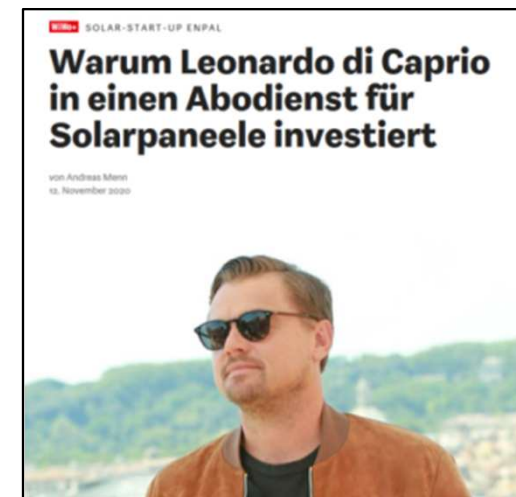 WiWo+ SOLAR-START-UP ENPAL
Warum Leonardo di Caprio
in einen Abodienst für
Solarpaneele investiert
von Andreas Menn
12. November 2020